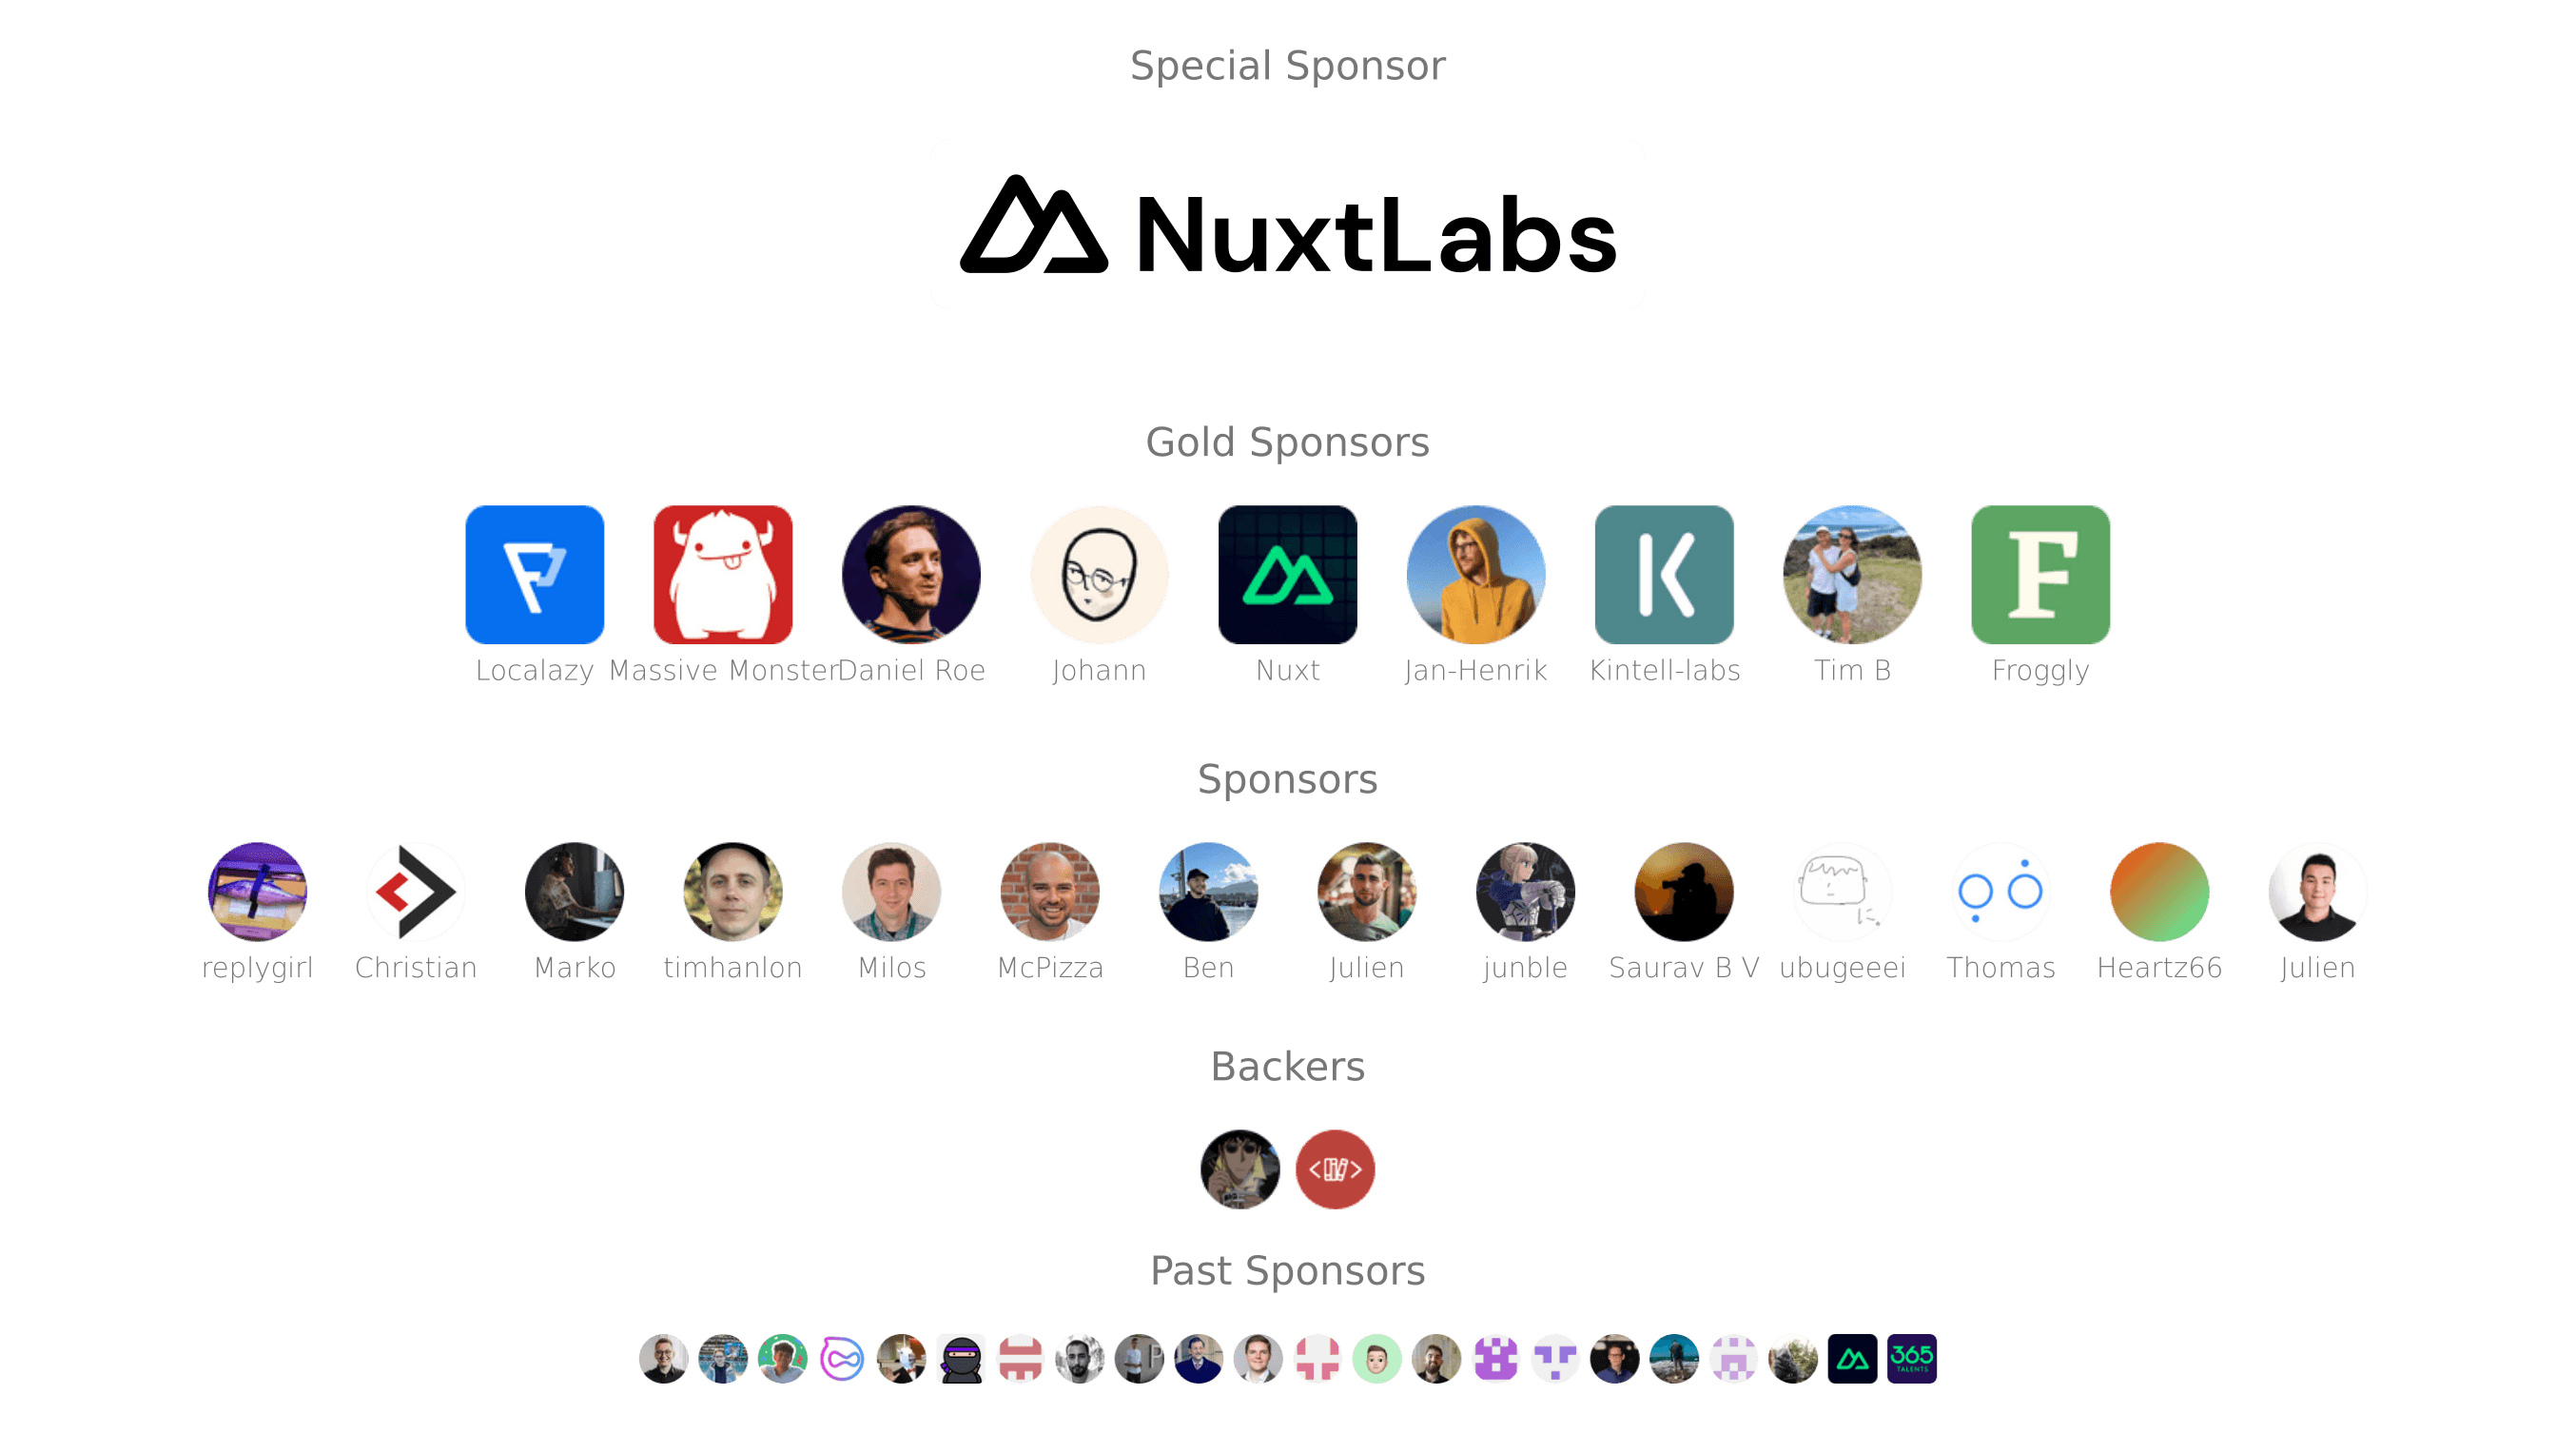 Special Sponsor
NuxtLabs
Gold Sponsors
Localazy Massive Monster Daniel Roe Johann Nuxt Jan-Henrik Kintell-labs Tim B Froggly
Sponsors
replygirl Christian Marko timhanlon Milos McPizza Ben Julien junble Saurav B V ubugeeei Thomas Heartz66 Julien
Backers
Past Sponsors
365
TALENTS